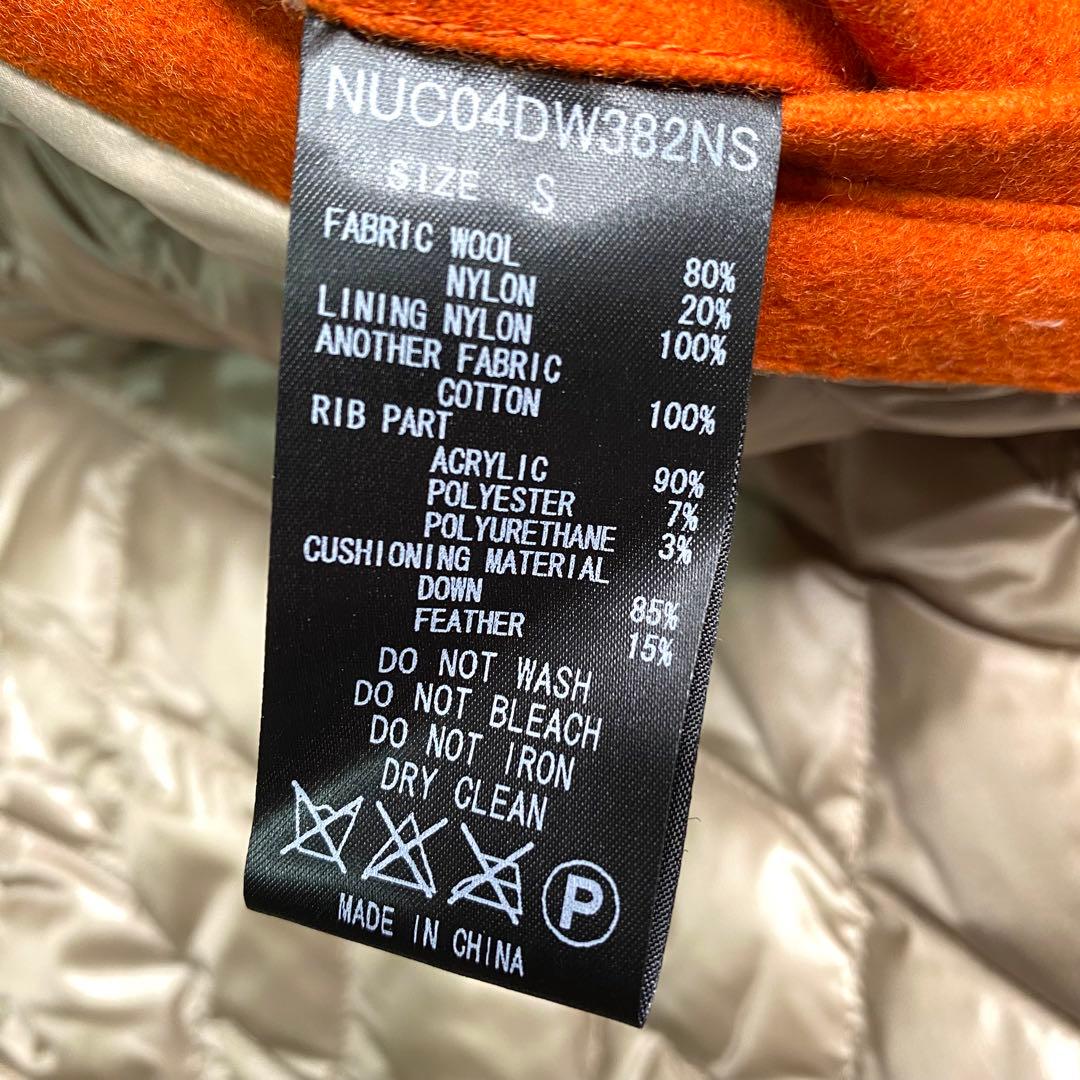 NUC04DW382NS
SIZE S
FABRIC WOOL 80%
NYLON 20%
LINING NYLON 100%
ANOTHER FABRIC
COTTON 100%
RIB PART
ACRYLIC 90%
POLYESTER 7%
POLYURETHANE 3%
CUSHIONING MATERIAL
DOWN 85%
FEATHER 15%
DO NOT WASH
DO NOT BLEACH
DO NOT IRON
DRY CLEAN
P
MADE IN CHINA